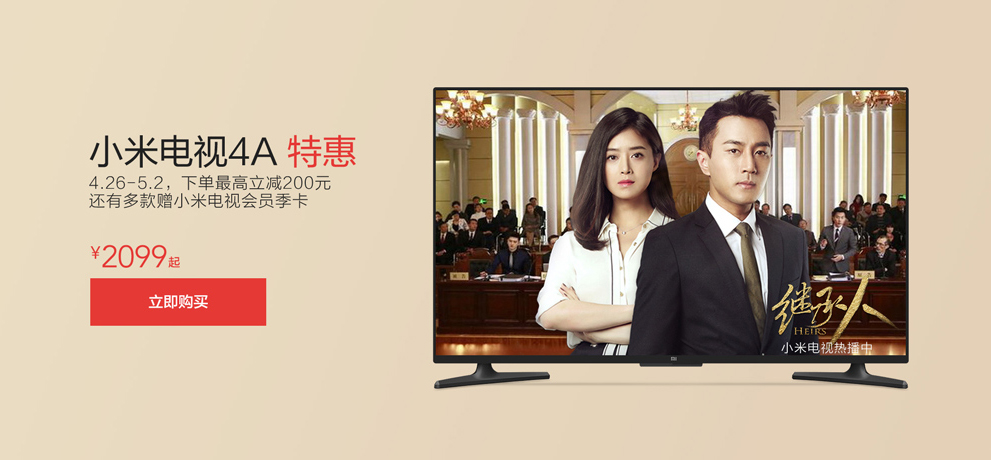 小米电视4A 特惠
4.26-5.2，下单最高立减200元
还有多款赠小米电视会员季卡
¥2099起
立即购买
继承人
HEIRS
小米电视热播中
MI